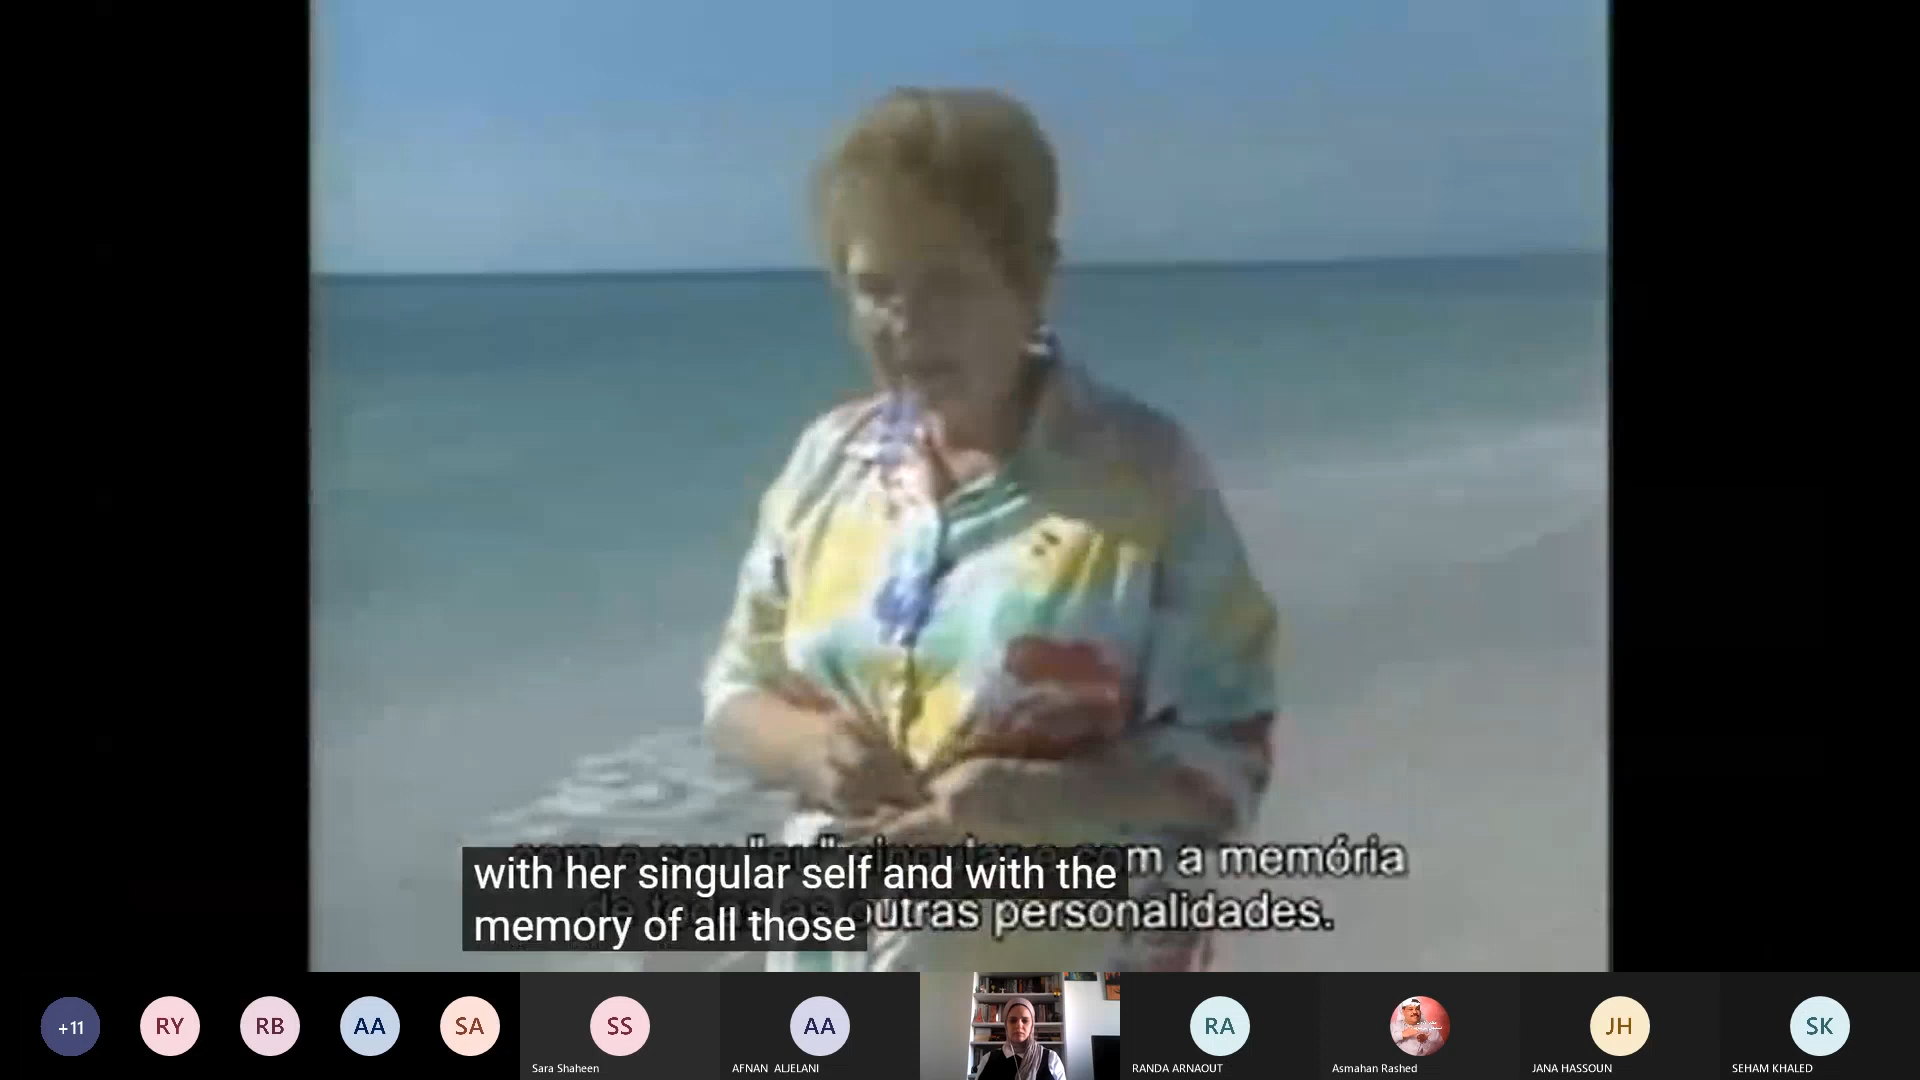 m a memória
with her singular self and with the
memory of all those
outras personalidades.
+11
RY
RB
AA
SA
SS
Sara Shaheen
AA
AFNAN ALJELANI
RA
RANDA ARNAOUT
Asmahan Rashed
JH
JANA HASSOUN
SK
SEHAM KHALED